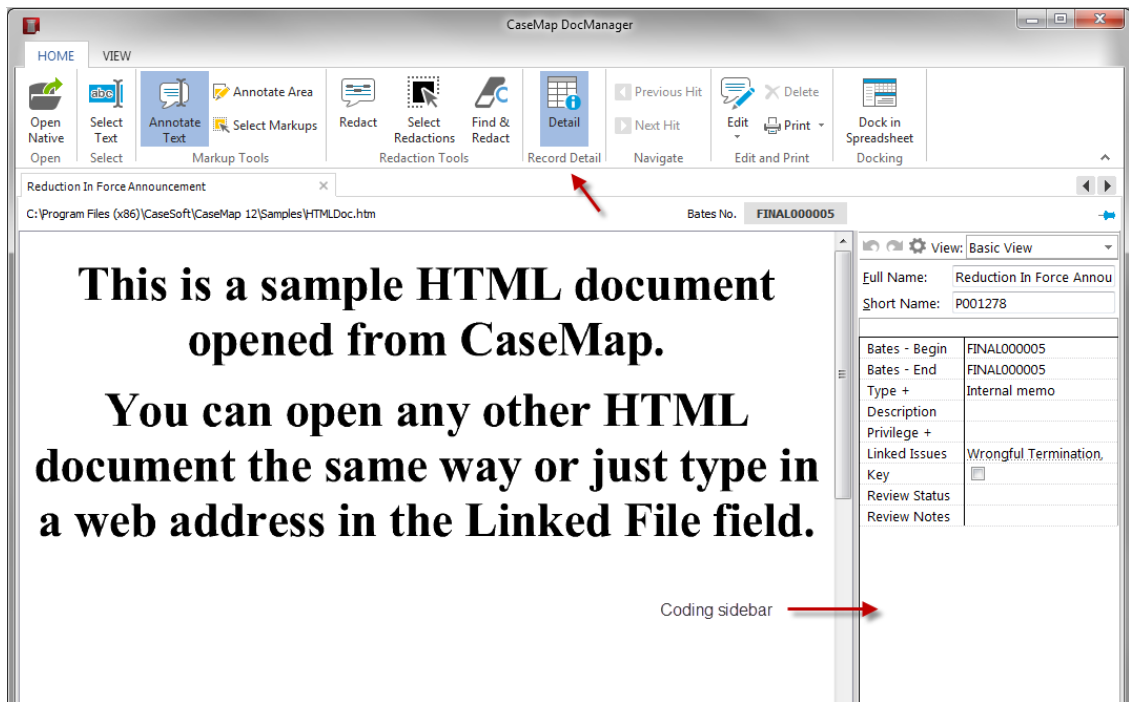 CaseMap DocManager
HOME VIEW
Open Native
Select Text
Annotate Text
Annotate Area
Select Markups
Redact
Select Redactions
Find & Redact
Detail
Previous Hit
Next Hit
Edit
Delete
Print
Dock in Spreadsheet
Open Select Markup Tools Redaction Tools Record Detail Navigate Edit and Print Docking
Reduction In Force Announcement
C:\Program Files (x86)\CaseSoft\CaseMap 12\Samples\HTMLDoc.htm Bates No. FINAL000005
This is a sample HTML document
opened from CaseMap.
You can open any other HTML
document the same way or just type in
a web address in the Linked File field.
Coding sidebar
View: Basic View
Full Name: Reduction In Force Annou
Short Name: P001278
Bates - Begin FINAL000005
Bates - End FINAL000005
Type + Internal memo
Description
Privilege +
Linked Issues Wrongful Termination,
Key
Review Status
Review Notes